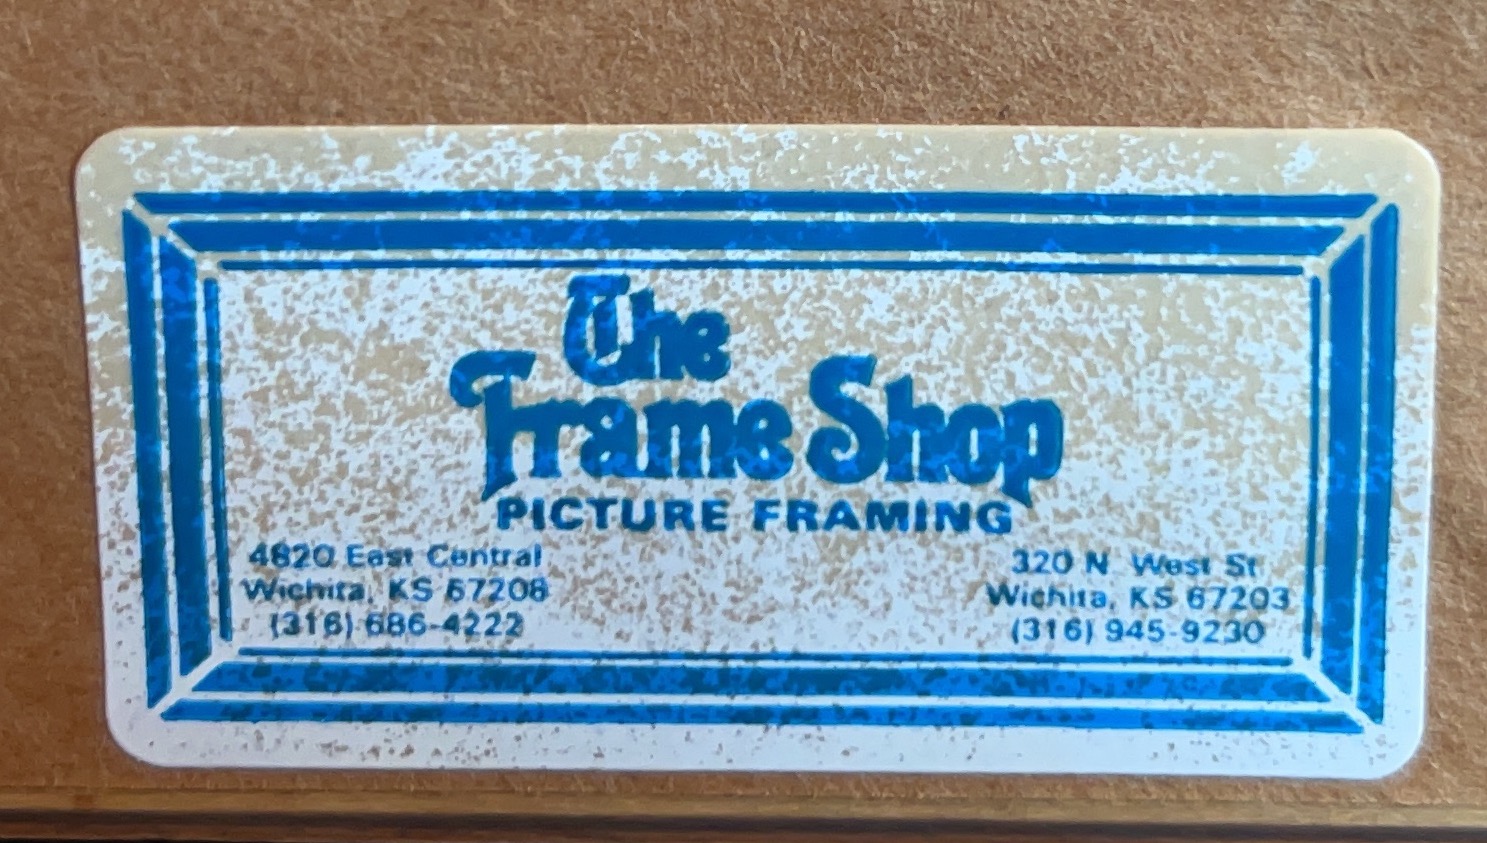 The
Frame Shop
PICTURE FRAMING
4820 East Central
Wichita, KS 67208
(316) 686-4222
320 N. West St.
Wichita, KS 67203
(316) 945-9230